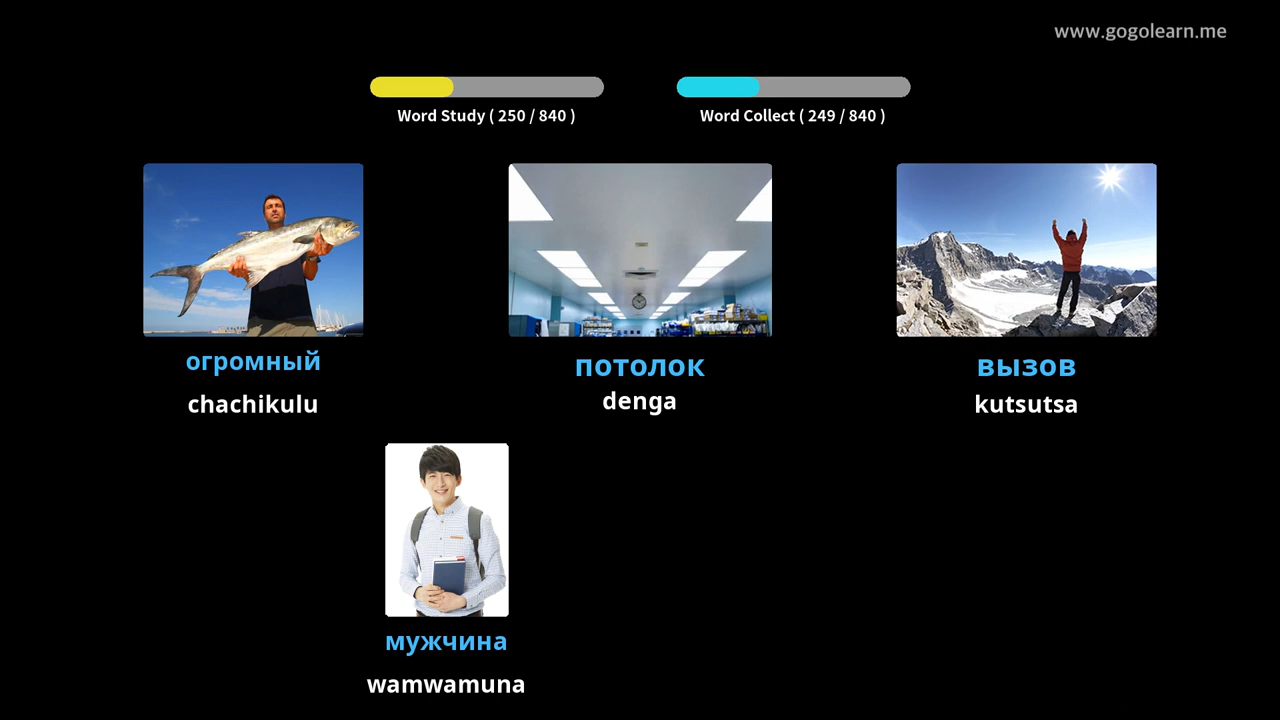 www.gogolearn.me
Word Study ( 250 / 840 )
Word Collect ( 249 / 840 )
огромный
chachikulu
потолок
denga
вызов
kutsutsa
мужчина
wamwamuna